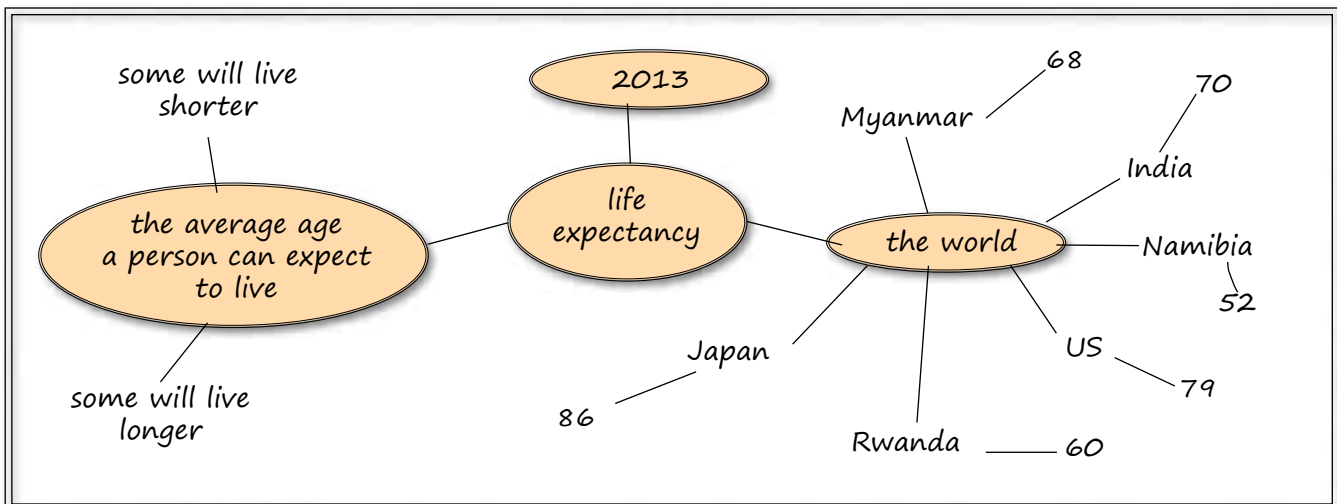 some will live
shorter
the average age
a person can expect
to live
some will live
longer
2013
life
expectancy
the world
Myanmar
68
India
70
Namibia
52
US
79
Rwanda
60
Japan
86